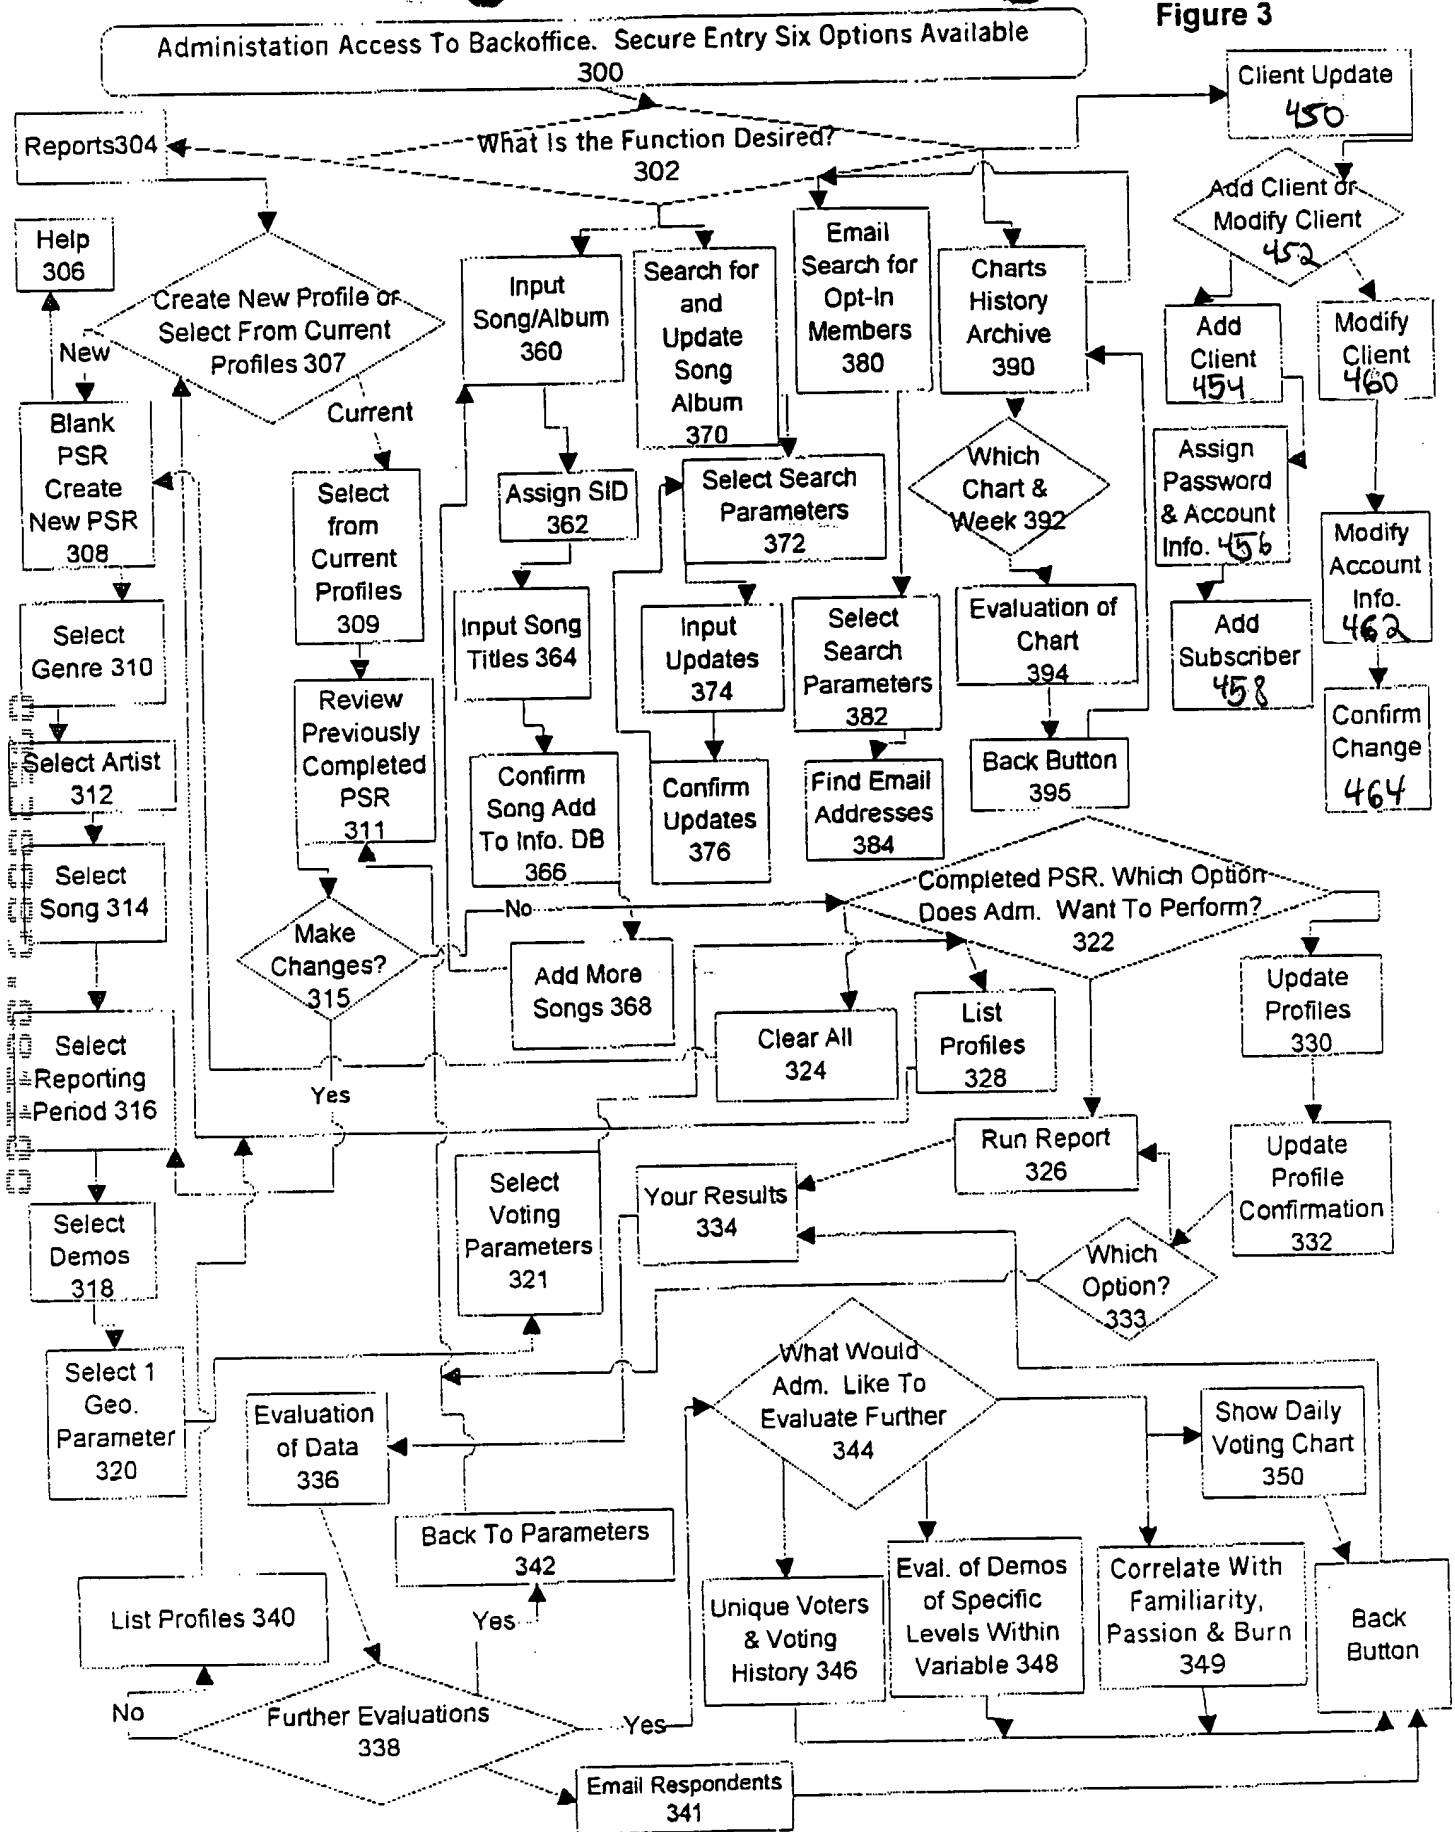 Figure 3
Administation Access To Backoffice. Secure Entry Six Options Available
300
What Is the Function Desired?
302
Reports304
Client Update
450
Add Client or
Modify Client
452
Help
306
Create New Profile or
Select From Current
Profiles 307
New
Current
Input
Song/Album
360
Search for
and
Update
Song
Album
370
Email
Search for
Opt-In
Members
380
Charts
History
Archive
390
Add
Client
454
Modify
Client
460
Blank
PSR
Create
New PSR
308
Select
from
Current
Profiles
309
Assign SID
362
Select Search
Parameters
372
Which
Chart &
Week 392
Assign
Password
& Account
Info. 456
Modify
Account
Info.
462
Select
Genre 310
Input Song
Titles 364
Input
Updates
374
Select
Search
Parameters
382
Evaluation of
Chart
394
Add
Subscriber
458
Review
Previously
Completed
PSR
311
Confirm
Change
464
Select Artist
312
Confirm
Song Add
To Info. DB
366
Confirm
Updates
376
Find Email
Addresses
384
Back Button
395
Select
Song 314
Make
Changes?
315
No
Completed PSR. Which Option
Does Adm. Want To Perform?
322
Add More
Songs 368
Clear All
324
List
Profiles
328
Update
Profiles
330
Select
Reporting
Period 316
Yes
Run Report
326
Update
Profile
Confirmation
332
Select
Voting
Parameters
321
Your Results
334
Select
Demos
318
Which
Option?
333
Select 1
Geo.
Parameter
320
Evaluation
of Data
336
What Would
Adm. Like To
Evaluate Further
344
Show Daily
Voting Chart
350
Back To Parameters
342
List Profiles 340
Yes
Unique Voters
& Voting
History 346
Eval. of Demos
of Specific
Levels Within
Variable 348
Correlate With
Familiarity,
Passion & Burn
349
Back
Button
No
Further Evaluations
338
Yes
Email Respondents
341